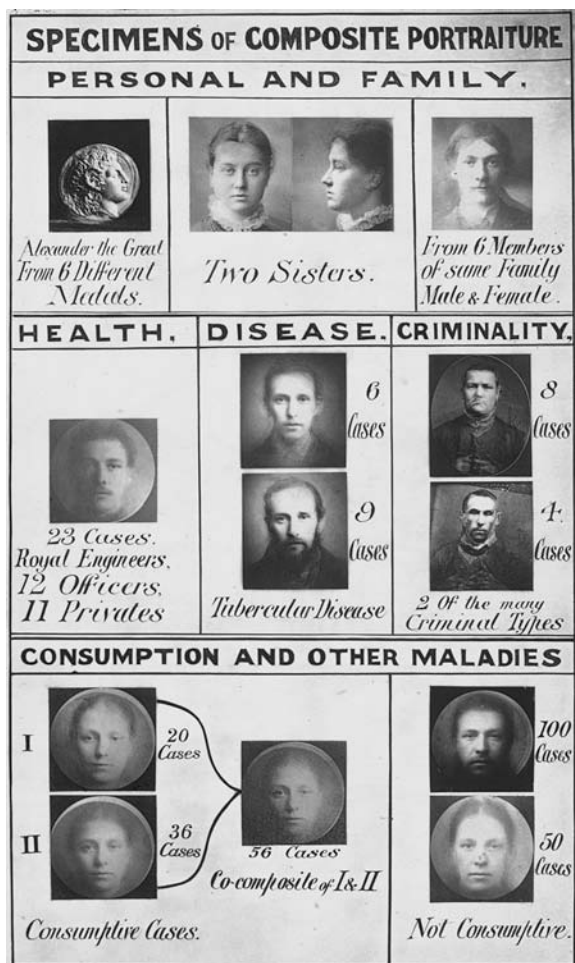 SPECIMENS OF COMPOSITE PORTRAITURE
PERSONAL AND FAMILY.
Alexander the Great
From 6 Different
Medals.
Two Sisters.
From 6 Members
of same Family
Male & Female.
HEALTH.
23 Cases.
Royal Engineers,
12 Officers,
11 Privates
DISEASE.
6
Cases
9
Cases
Tubercular Disease
CRIMINALITY.
8
Cases
4
Cases
2 Of the many
Criminal Types
CONSUMPTION AND OTHER MALADIES
I
20
Cases
II
36
Cases
Consumptive Cases.
56 Cases
Co-composite of I & II
100
Cases
50
Cases
Not Consumptive.